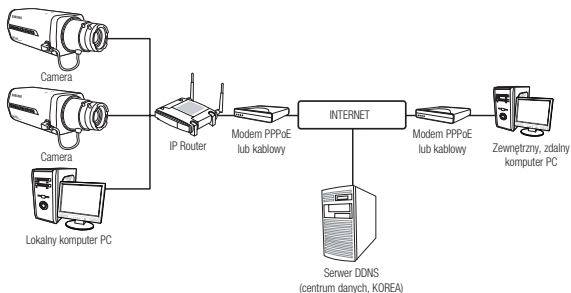 Camera
Camera
Lokalny komputer PC
IP Router
Modem PPPoE
lub kablowy
INTERNET
Modem PPPoE
lub kablowy
Zewnętrzny, zdalny
komputer PC
Serwer DDNS
(centrum danych, KOREA)